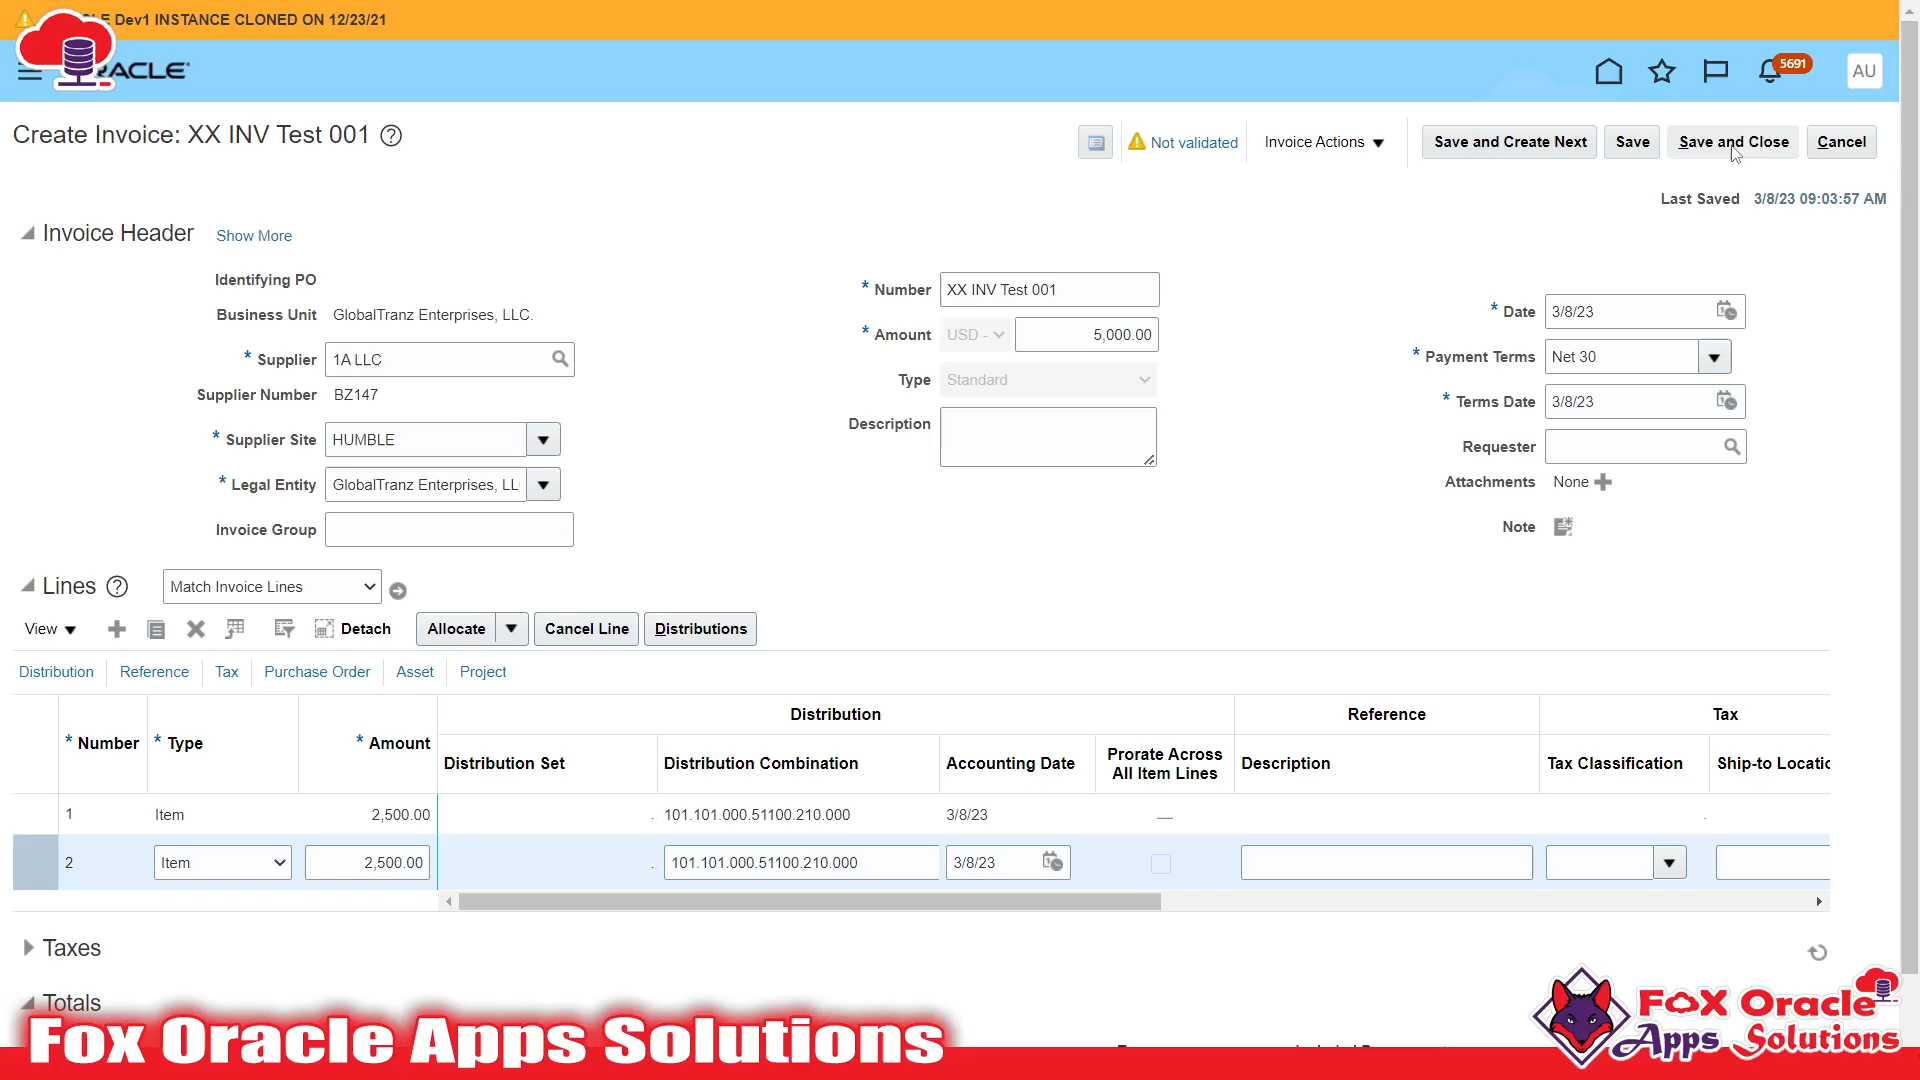 LE Dev1 INSTANCE CLONED ON 12/23/21
RACLE
5691
AU
Create Invoice: XX INV Test 001
Not validated
Invoice Actions
Save and Create Next
Save
Save and Close
Cancel
Last Saved 3/8/23 09:03:57 AM
Invoice Header Show More
Identifying PO
Business Unit GlobalTranz Enterprises, LLC.
* Supplier 1A LLC
Supplier Number BZ147
* Supplier Site HUMBLE
* Legal Entity GlobalTranz Enterprises, LL
Invoice Group
* Number XX INV Test 001
* Amount USD - 5,000.00
Type Standard
Description
* Date 3/8/23
* Payment Terms Net 30
* Terms Date 3/8/23
Requester
Attachments None
Note
Lines Match Invoice Lines
View Detach Allocate Cancel Line Distributions
Distribution Reference Tax Purchase Order Asset Project
Distribution Reference Tax
* Number * Type * Amount Distribution Set Distribution Combination Accounting Date Prorate Across All Item Lines Description Tax Classification Ship-to Locatio
1 Item 2,500.00 101.101.000.51100.210.000 3/8/23
2 Item 2,500.00 101.101.000.51100.210.000 3/8/23
Taxes
Totals
Fox Oracle Apps Solutions
Fox Oracle
Apps Solutions